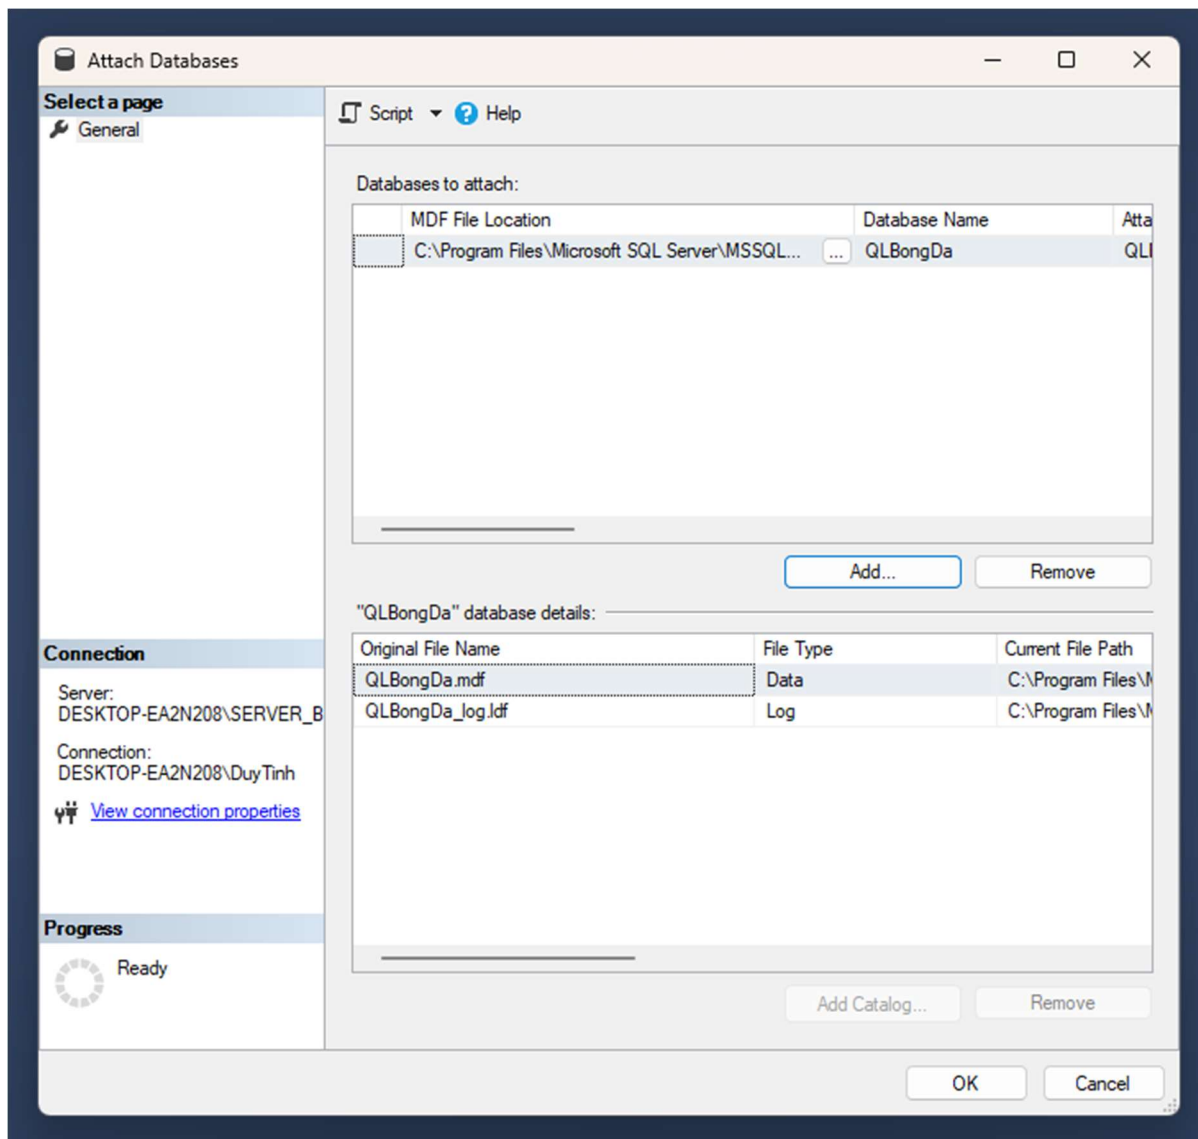 Attach Databases
Select a page
General
Script
Help
Databases to attach:
MDF File Location Database Name Atta
C:\Program Files\Microsoft SQL Server\MSSQL... ... QLBongDa QLI
Add... Remove
"QLBongDa" database details:
Original File Name File Type Current File Path
QLBongDa.mdf Data C:\Program Files\M
QLBongDa_log.ldf Log C:\Program Files\M
Add Catalog... Remove
Connection
Server:
DESKTOP-EA2N208\SERVER_B
Connection:
DESKTOP-EA2N208\DuyTinh
View connection properties
Progress
Ready
OK Cancel